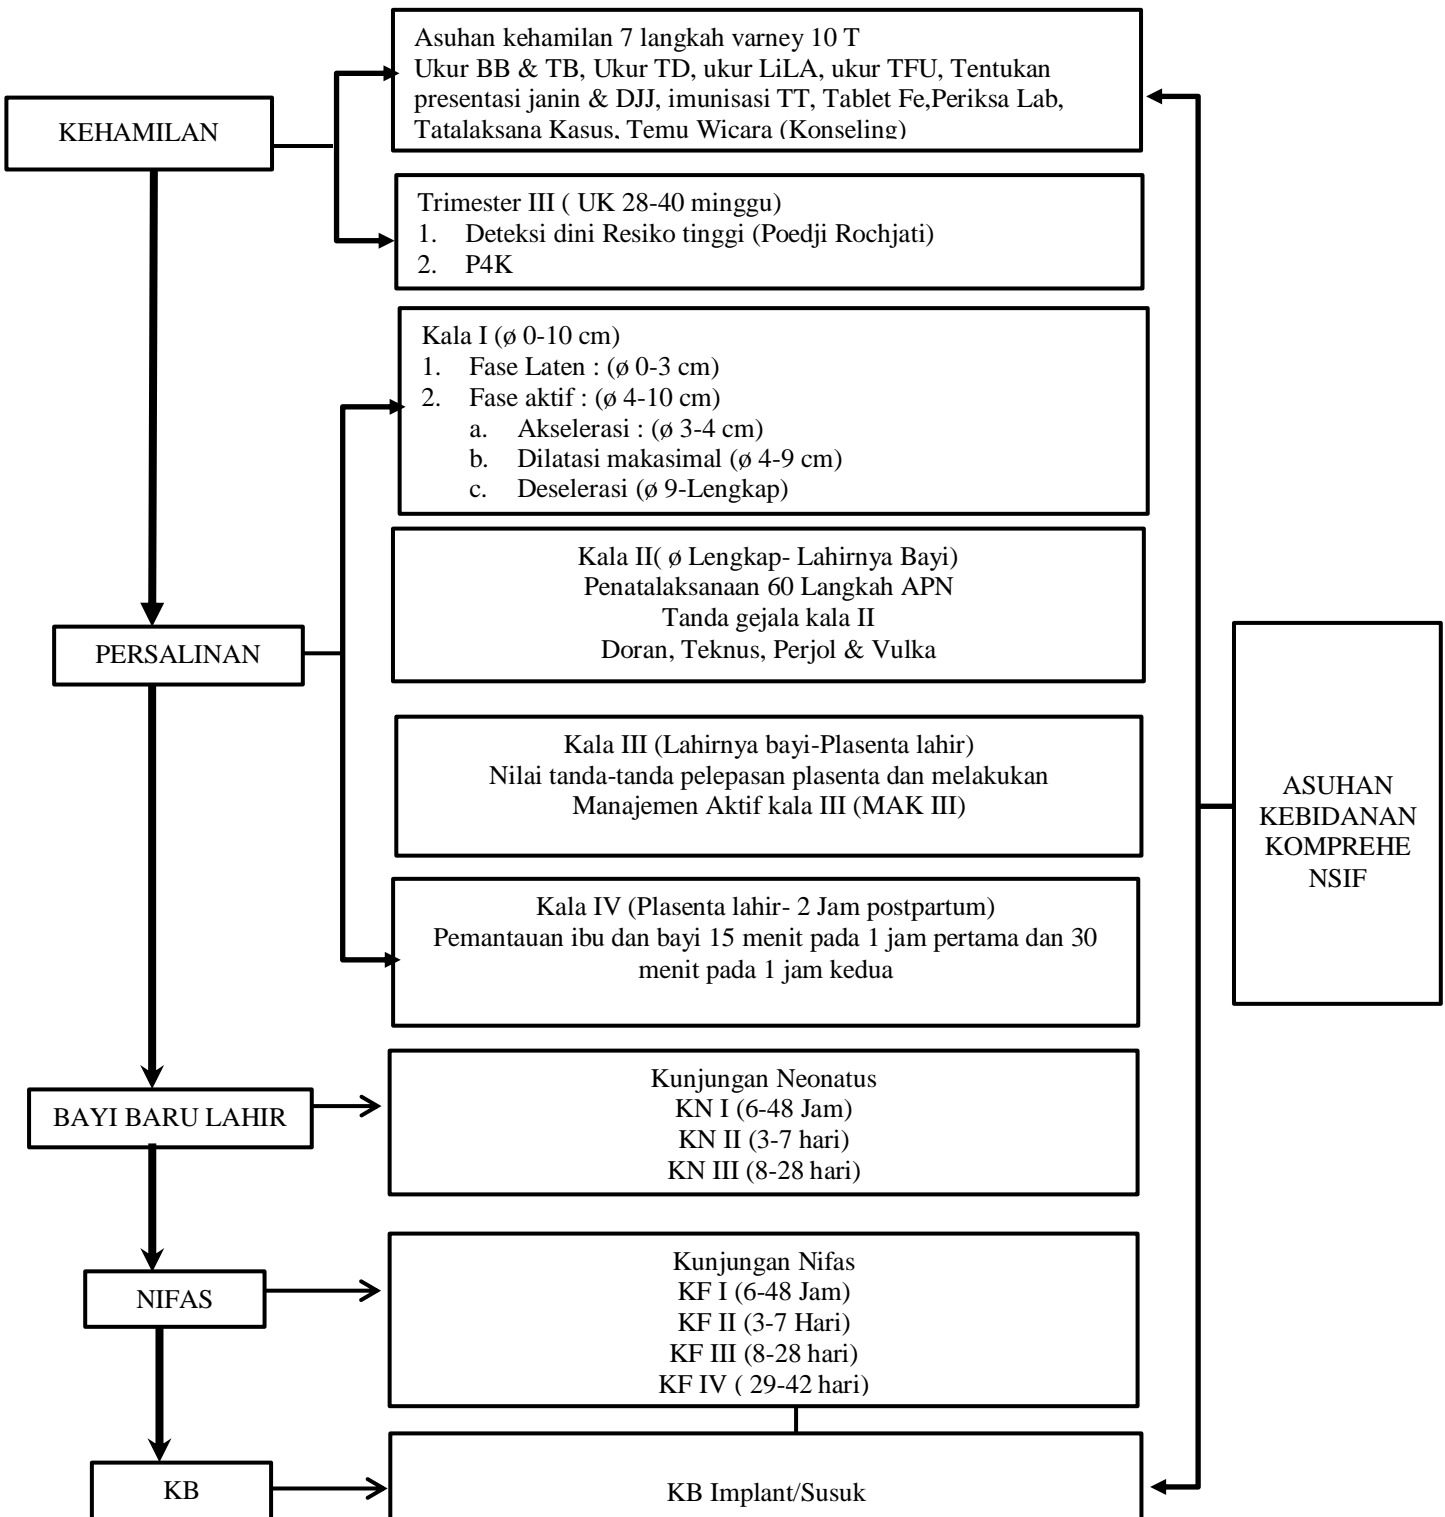 Asuhan kehamilan 7 langkah varney 10 T
Ukur BB & TB, Ukur TD, ukur LiLA, ukur TFU, Tentukan
presentasi janin & DJJ, imunisasi TT, Tablet Fe,Periksa Lab,
Tatalaksana Kasus, Temu Wicara (Konseling)
KEHAMILAN
Trimester III ( UK 28-40 minggu)
1. Deteksi dini Resiko tinggi (Poedji Rochjati)
2. P4K
Kala I (ø 0-10 cm)
1. Fase Laten : (ø 0-3 cm)
2. Fase aktif : (ø 4-10 cm)
a. Akselerasi : (ø 3-4 cm)
b. Dilatasi makasimal (ø 4-9 cm)
c. Deselerasi (ø 9-Lengkap)
Kala II( ø Lengkap- Lahirnya Bayi)
Penatalaksanaan 60 Langkah APN
Tanda gejala kala II
Doran, Teknus, Perjol & Vulka
PERSALINAN
Kala III (Lahirnya bayi-Plasenta lahir)
Nilai tanda-tanda pelepasan plasenta dan melakukan
Manajemen Aktif kala III (MAK III)
ASUHAN
KEBIDANAN
KOMPREHE
NSIF
Kala IV (Plasenta lahir- 2 Jam postpartum)
Pemantauan ibu dan bayi 15 menit pada 1 jam pertama dan 30
menit pada 1 jam kedua
BAYI BARU LAHIR
Kunjungan Neonatus
KN I (6-48 Jam)
KN II (3-7 hari)
KN III (8-28 hari)
NIFAS
Kunjungan Nifas
KF I (6-48 Jam)
KF II (3-7 Hari)
KF III (8-28 hari)
KF IV ( 29-42 hari)
KB
KB Implant/Susuk